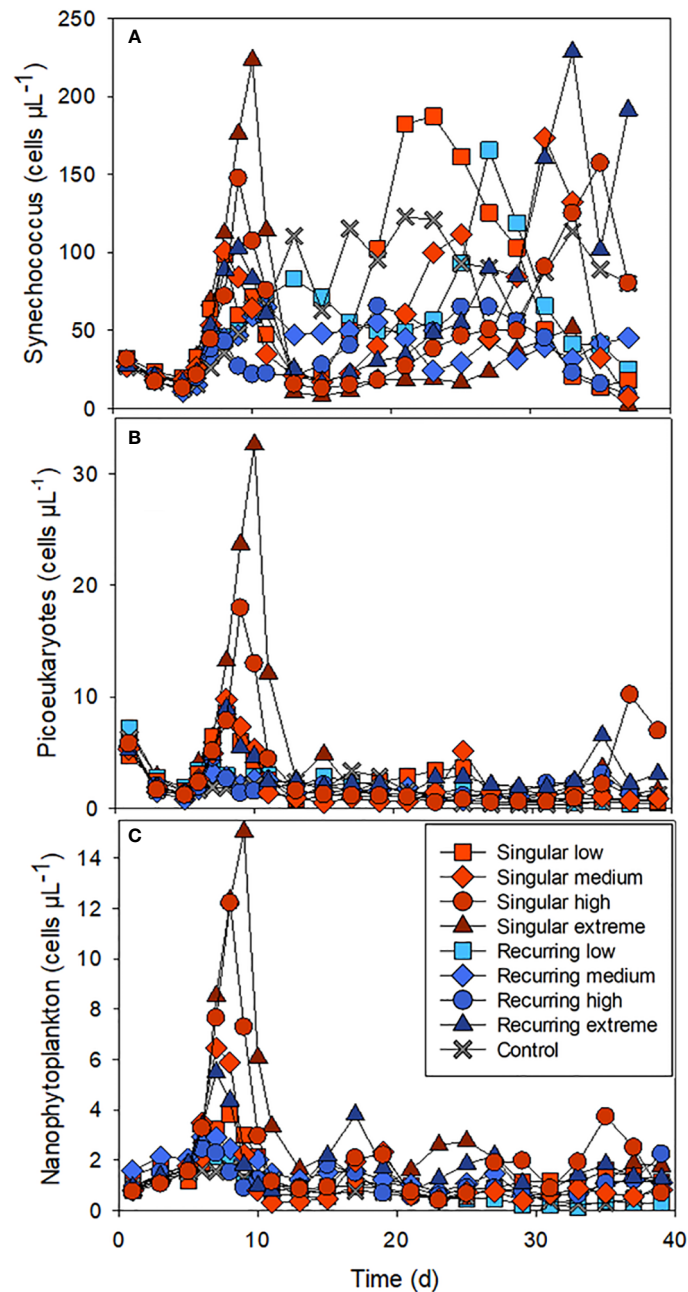 A
Synechococcus (cells µL⁻¹)
250
200
150
100
50
0
B
Picoeukaryotes (cells µL⁻¹)
30
20
10
0
C
Nanophytoplankton (cells µL⁻¹)
14
12
10
8
6
4
2
0
Singular low
Singular medium
Singular high
Singular extreme
Recurring low
Recurring medium
Recurring high
Recurring extreme
Control
0 10 20 30 40
Time (d)